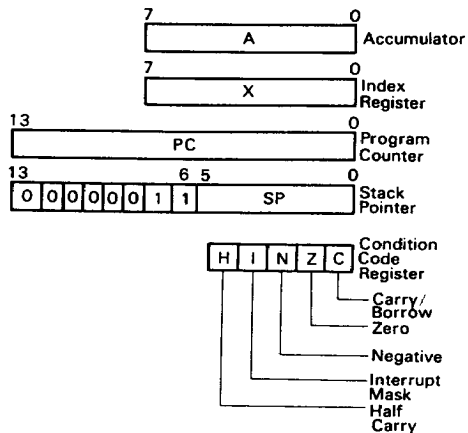 7 0
A Accumulator
7 0
X Index
Register
13 0
PC Program
Counter
13 6 5 0
0 0 0 0 0 0 1 1 SP Stack
Pointer
Condition
H I N Z C Code
Register
Carry/
Borrow
Zero
Negative
Interrupt
Mask
Half
Carry